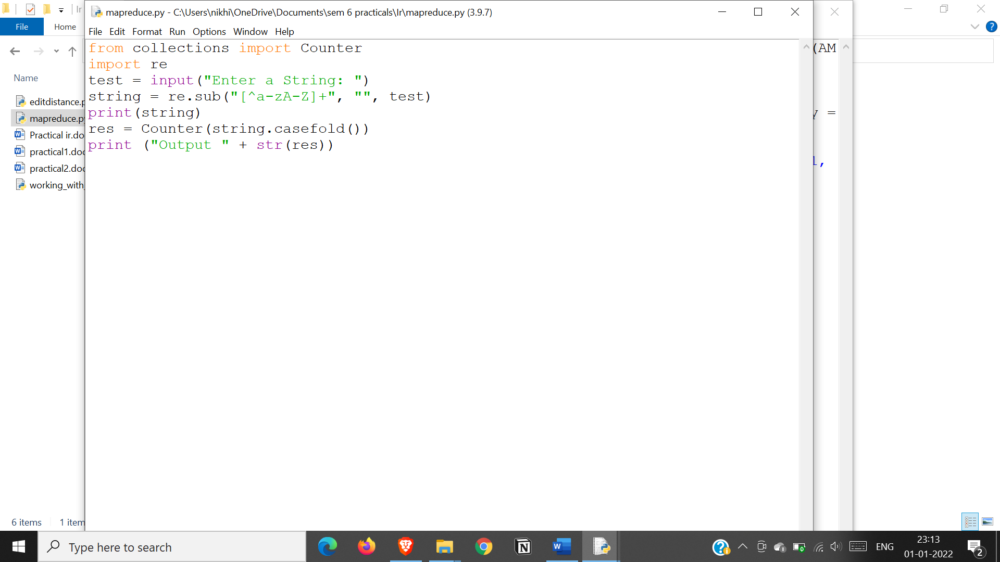 Ir
mapreduce.py - C:\Users\nikhi\OneDrive\Documents\sem 6 practicals\Ir\mapreduce.py (3.9.7)
File
Home
File Edit Format Run Options Window Help
from collections import Counter
import re
test = input("Enter a String: ")
string = re.sub("[^a-zA-Z]+", "", test)
print(string)
res = Counter(string.casefold())
print ("Output " + str(res))
(AM
y =
1,
Name
editdistance.p
mapreduce.py
Practical ir.do
practical1.doc
practical2.doc
working_with_
6 items
1 item
Type here to search
ENG
23:13
01-01-2022
2